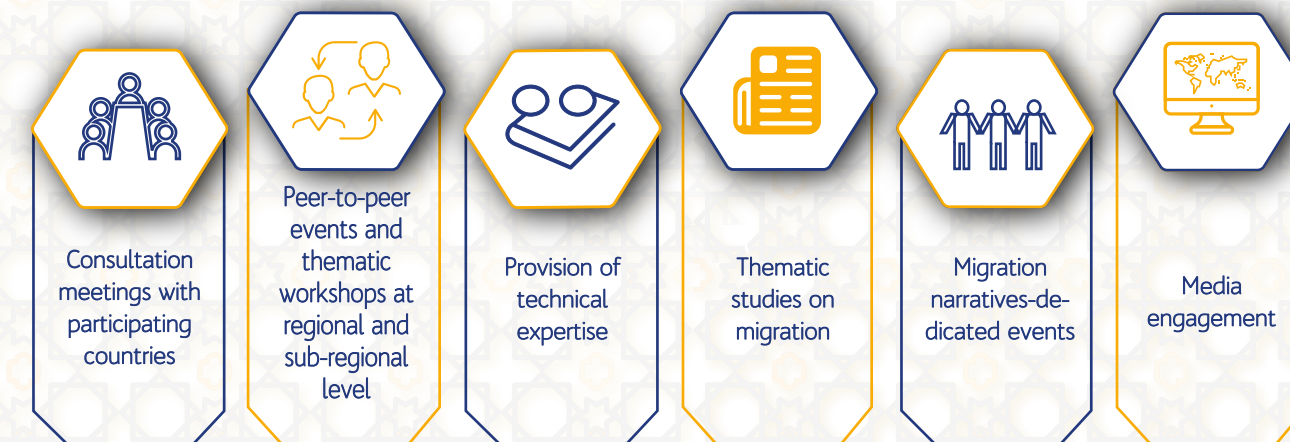 Consultation
meetings with
participating
countries
Peer-to-peer
events and
thematic
workshops at
regional and
sub-regional
level
Provision of
technical
expertise
Thematic
studies on
migration
Migration
narratives-de-
dicated events
Media
engagement